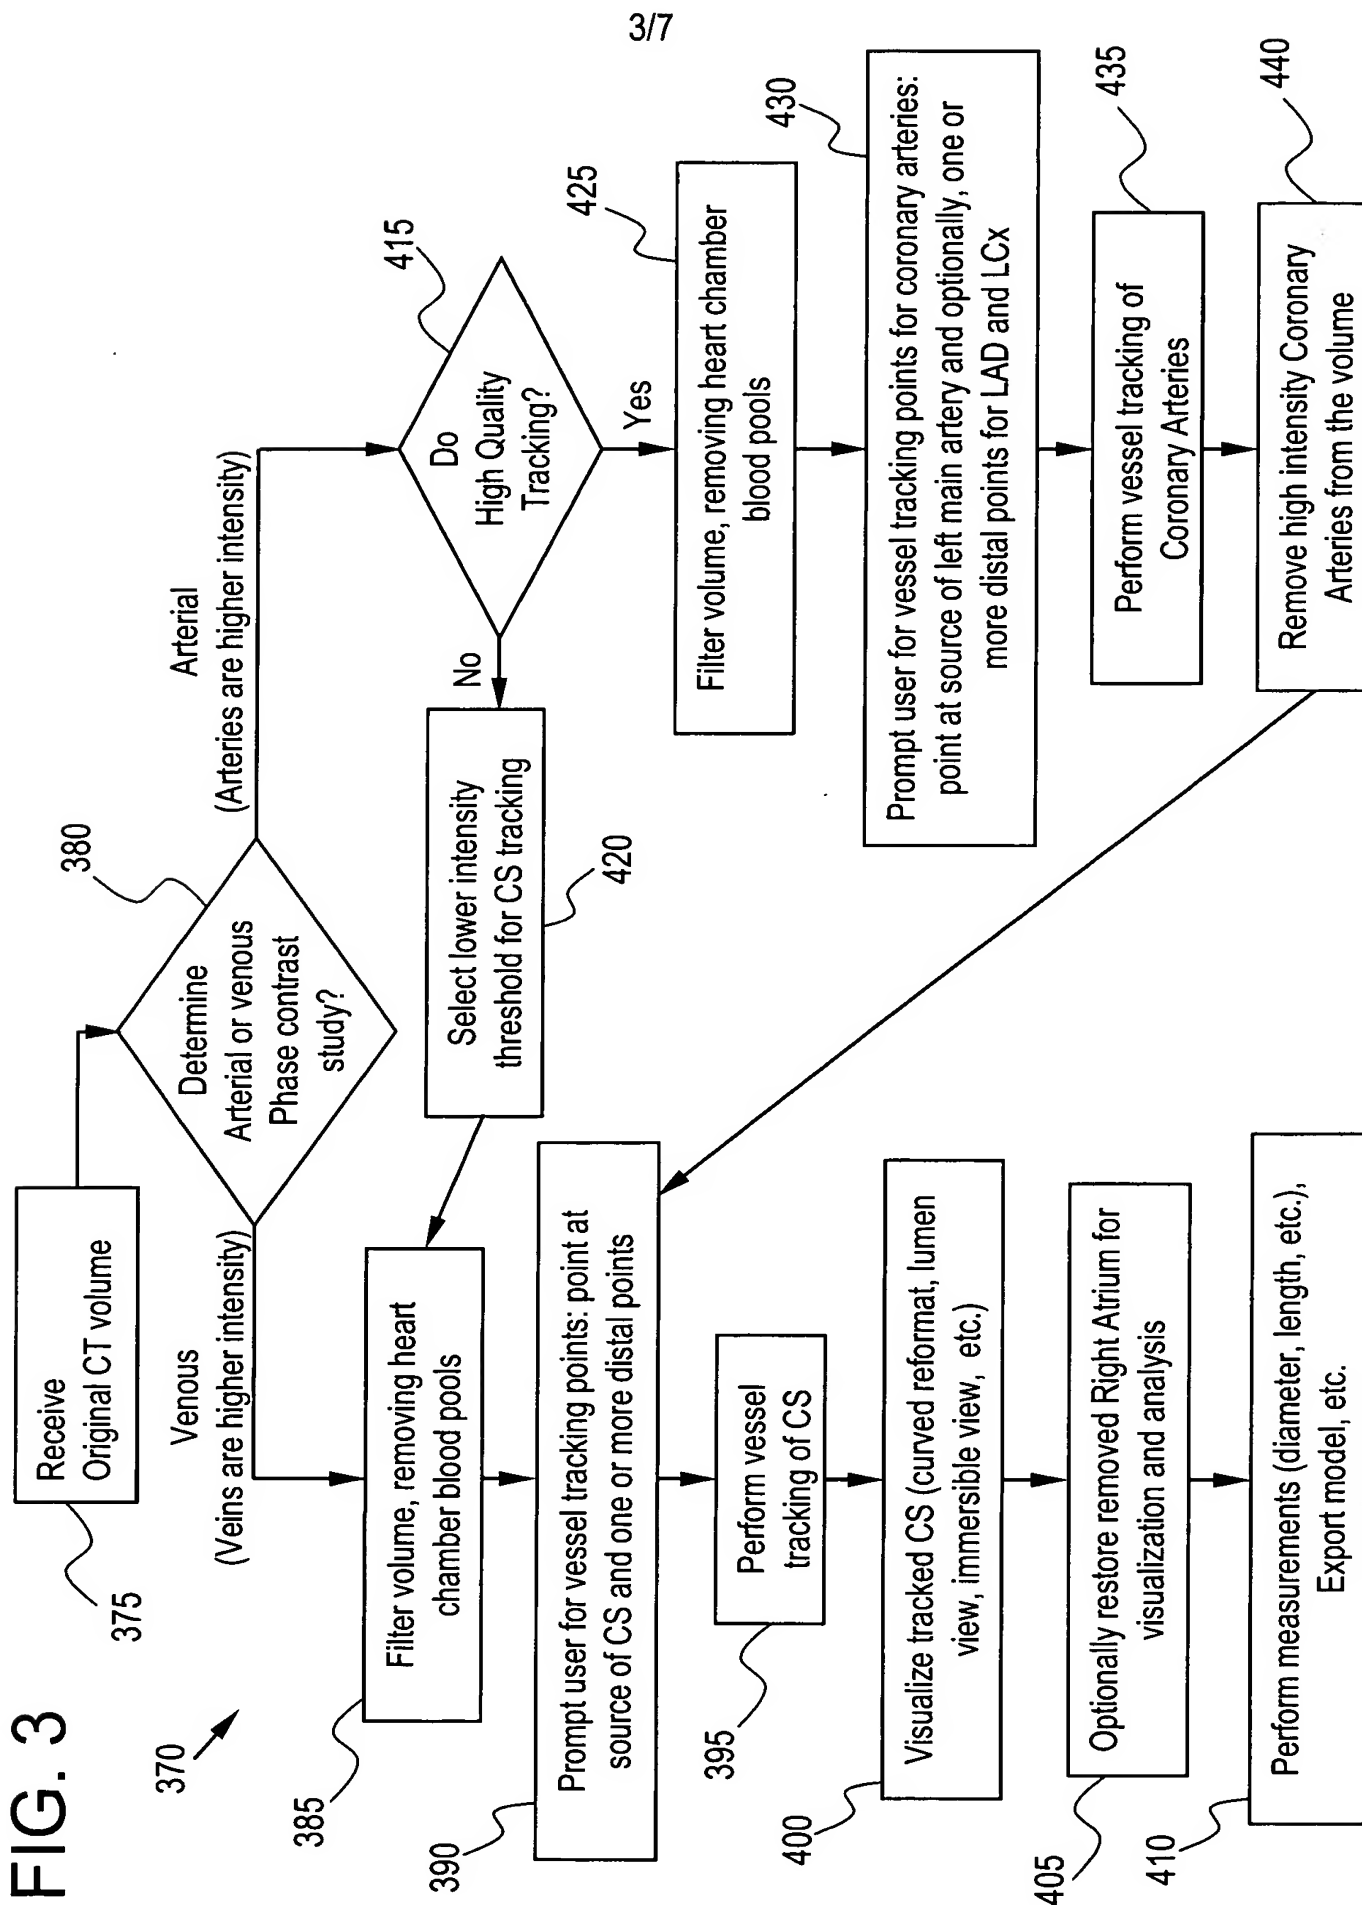 3/7
FIG. 3
370
Receive
Original CT volume
375
Determine
Arterial or venous
Phase contrast
study?
380
Venous
(Veins are higher intensity)
Arterial
(Arteries are higher intensity)
Filter volume, removing heart
chamber blood pools
385
Prompt user for vessel tracking points: point at
source of CS and one or more distal points
390
Perform vessel
tracking of CS
395
Visualize tracked CS (curved reformat, lumen
view, immersible view, etc.)
400
Optionally restore removed Right Atrium for
visualization and analysis
405
Perform measurements (diameter, length, etc.),
Export model, etc.
410
Do
High Quality
Tracking?
415
No
Yes
Select lower intensity
threshold for CS tracking
420
Filter volume, removing heart chamber
blood pools
425
Prompt user for vessel tracking points for coronary arteries:
point at source of left main artery and optionally, one or
more distal points for LAD and LCx
430
Perform vessel tracking of
Coronary Arteries
435
Remove high intensity Coronary
Arteries from the volume
440